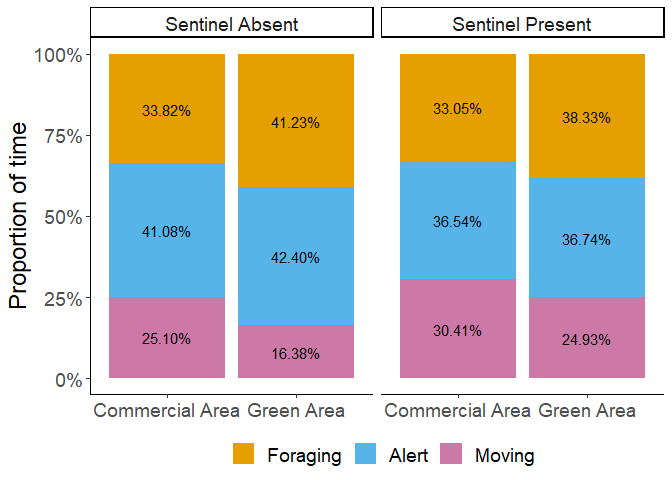 Sentinel Absent
Sentinel Present
Proportion of time
100%
75%
50%
25%
0%
33.82%
41.23%
33.05%
38.33%
41.08%
42.40%
36.54%
36.74%
25.10%
16.38%
30.41%
24.93%
Commercial Area Green Area
Commercial Area Green Area
Foraging Alert Moving